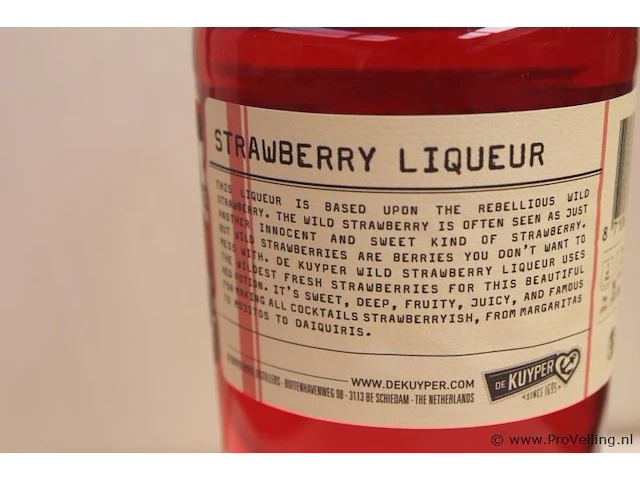 STRAWBERRY LIQUEUR
THIS LIQUEUR IS BASED UPON THE REBELLIOUS WILD
STRAWBERRY. THE WILD STRAWBERRY IS OFTEN SEEN AS JUST
ANOTHER INNOCENT AND SWEET KIND OF STRAWBERRY.
BUT WILD STRAWBERRIES ARE BERRIES YOU DON'T WANT TO
MESS WITH. DE KUYPER WILD STRAWBERRY LIQUEUR USES
THE WILDEST FRESH STRAWBERRIES FOR THIS BEAUTIFUL
RED POTION. IT'S SWEET, DEEP, FRUITY, JUICY, AND FAMOUS
FOR MAKING ALL COCKTAILS STRAWBERRYISH, FROM MARGARITAS
TO MOJITOS TO DAIQUIRIS.
WWW.DEKUYPER.COM
DISTILLERS - BUITENHAVENWEG 98 - 3113 BE SCHIEDAM - THE NETHERLANDS
DE KUYPER
SINCE 1695
© www.ProVeiling.nl